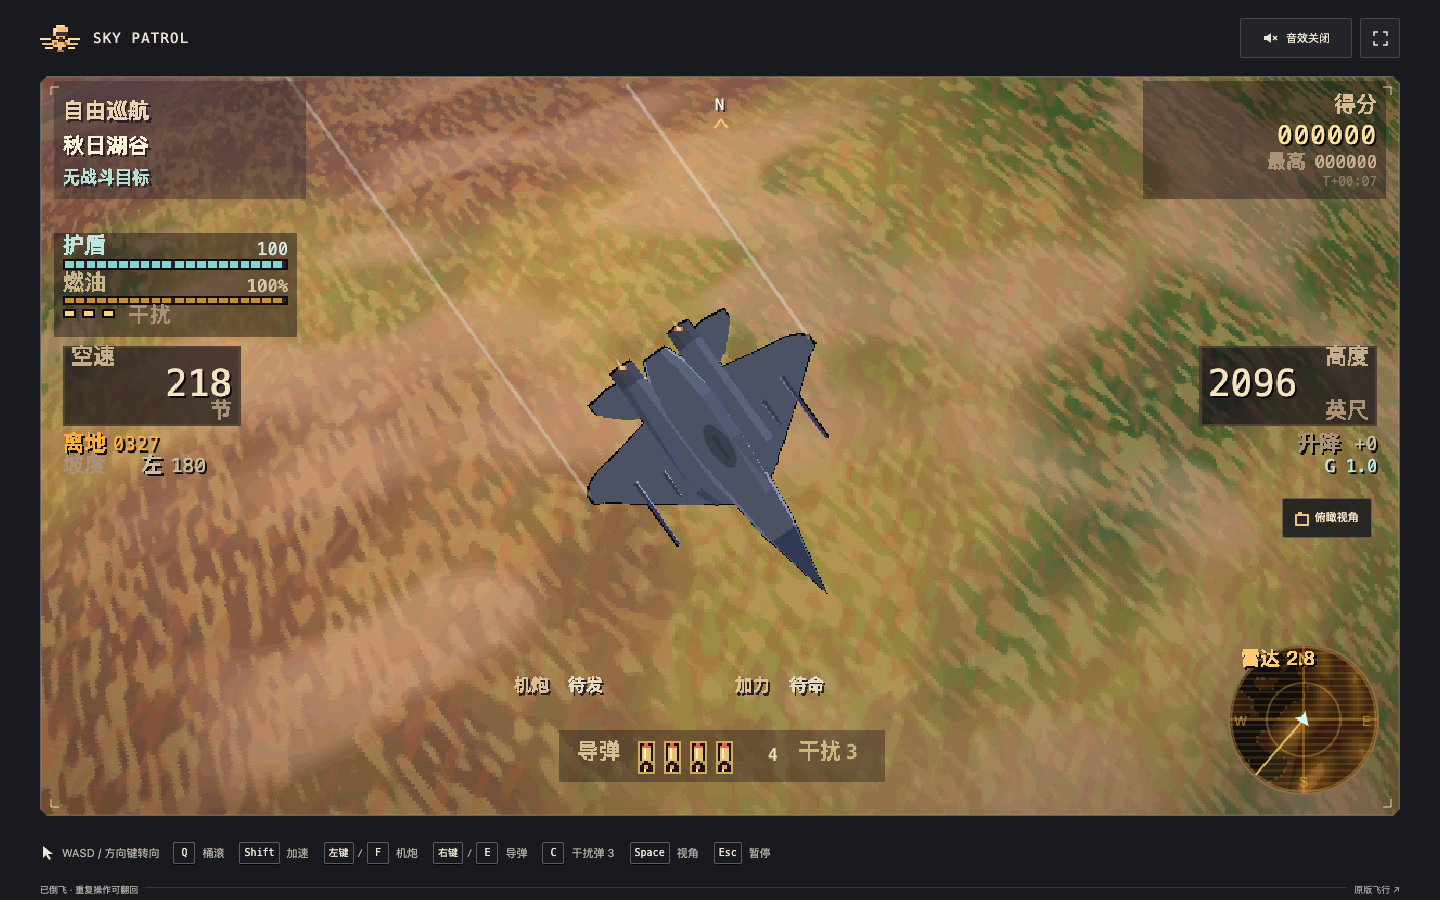 SKY PATROL
音效关闭
自由巡航
秋日湖谷
无战斗目标
N
得分
000000
最高 000000
T+00:07
护盾 100
燃油 100%
干扰
空速
218
节
离地 0327
坡度 左 180
高度
2096
英尺
升降 +0
G 1.0
俯瞰视角
雷达 2.8
W E
S
机炮 待发 加力 待命
导弹 4 干扰 3
WASD / 方向键转向 Q 桶滚 Shift 加速 左键 / F 机炮 右键 / E 导弹 C 干扰弹 3 Space 视角 Esc 暂停
已倒飞 · 重复操作可翻回
原版飞行 ↗